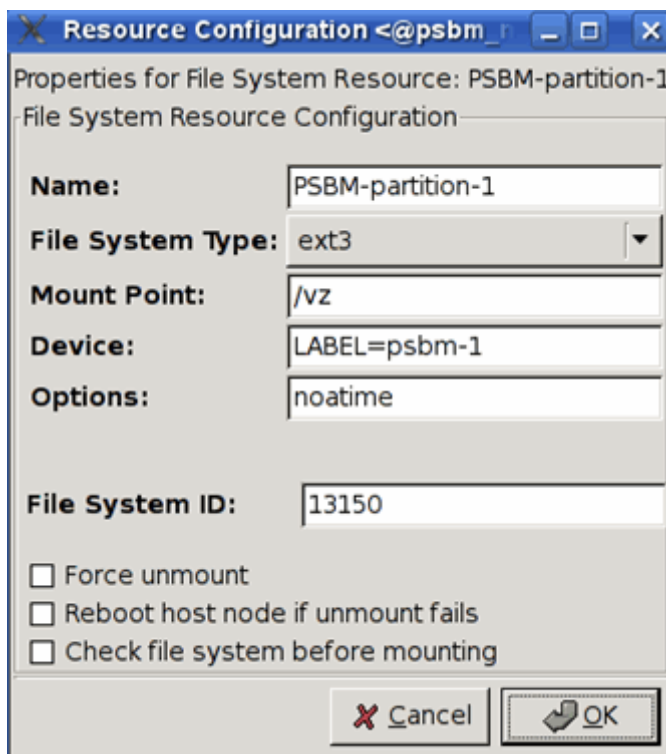 Resource Configuration <@psbm_
Properties for File System Resource: PSBM-partition-1
File System Resource Configuration
Name: PSBM-partition-1
File System Type: ext3
Mount Point: /vz
Device: LABEL=psbm-1
Options: noatime
File System ID: 13150
Force unmount
Reboot host node if unmount fails
Check file system before mounting
Cancel OK